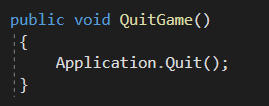 public void QuitGame()
{
    Application.Quit();
}